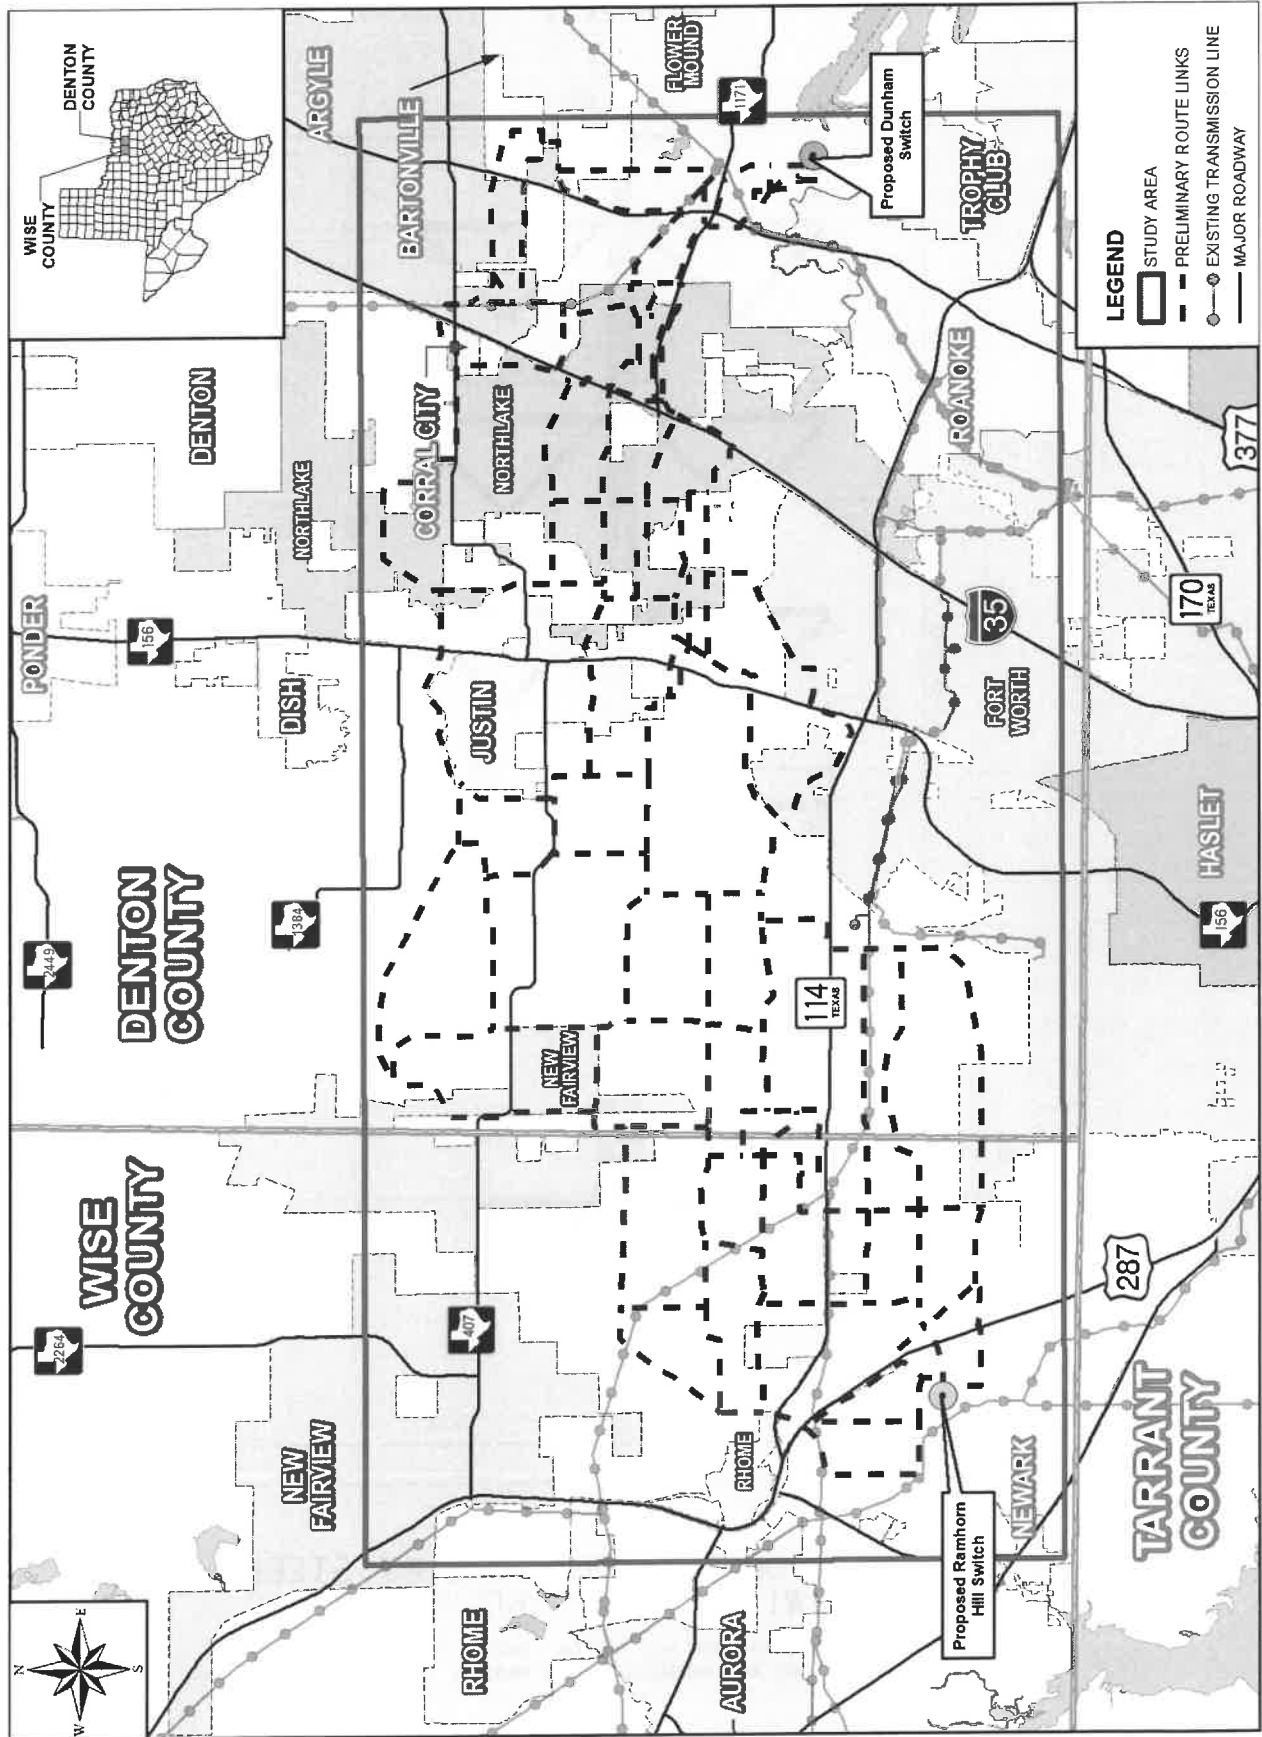 N
W
E
S
WISE
COUNTY
DENTON
COUNTY
2264
2449
156
PONDER
WISE
COUNTY
DENTON
COUNTY
1384
DISH
DENTON
NORTHLAKE
ARGYLE
BARTONVILLE
NEW
FAIRVIEW
407
JUSTIN
CORRAL CITY
NORTHLAKE
FLOWER
MOUND
1171
RHOME
NEW
FAIRVIEW
Proposed Dunham
Switch
AURORA
RHOME
114
TEXAS
TROPHY
CLUB
Proposed Ramhorn
Hill Switch
NEWARK
FORT
WORTH
35
ROANOKE
287
TARRANT
COUNTY
HASLET
156
170
TEXAS
377
LEGEND
STUDY AREA
PRELIMINARY ROUTE LINKS
EXISTING TRANSMISSION LINE
MAJOR ROADWAY